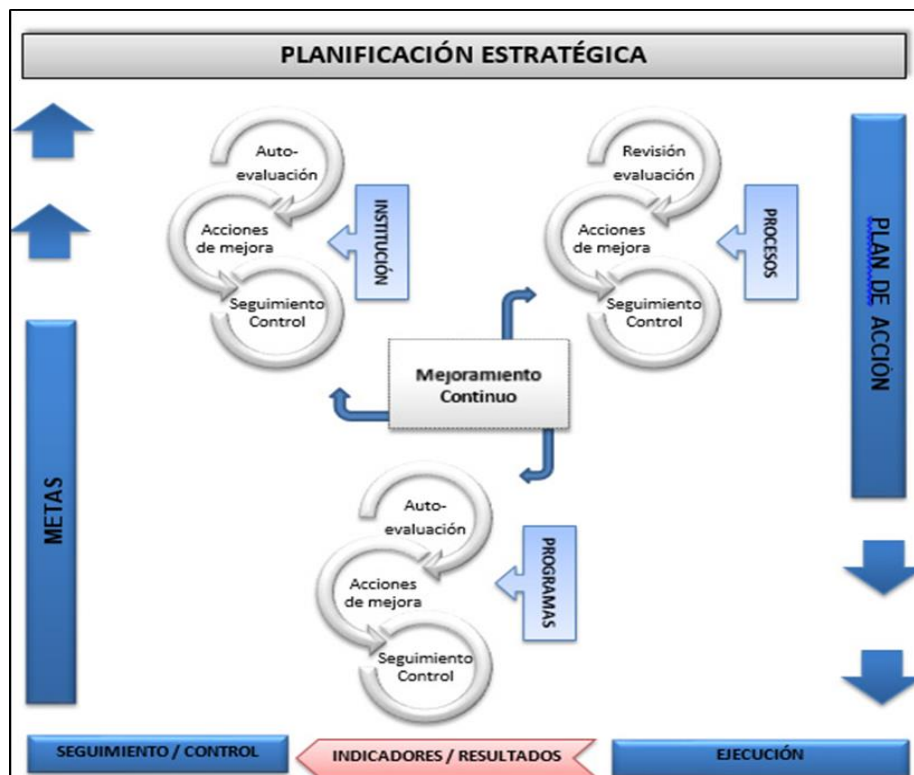 PLANIFICACIÓN ESTRATÉGICA
Auto-
evaluación
Acciones
de mejora
Seguimiento
Control
INSTITUCIÓN
Revisión
evaluación
Acciones
de mejora
Seguimiento
Control
PROCESOS
PLAN DE ACCIÓN
METAS
Mejoramiento
Continuo
Auto-
evaluación
Acciones
de mejora
Seguimiento
Control
PROGRAMAS
SEGUIMIENTO / CONTROL
INDICADORES / RESULTADOS
EJECUCIÓN